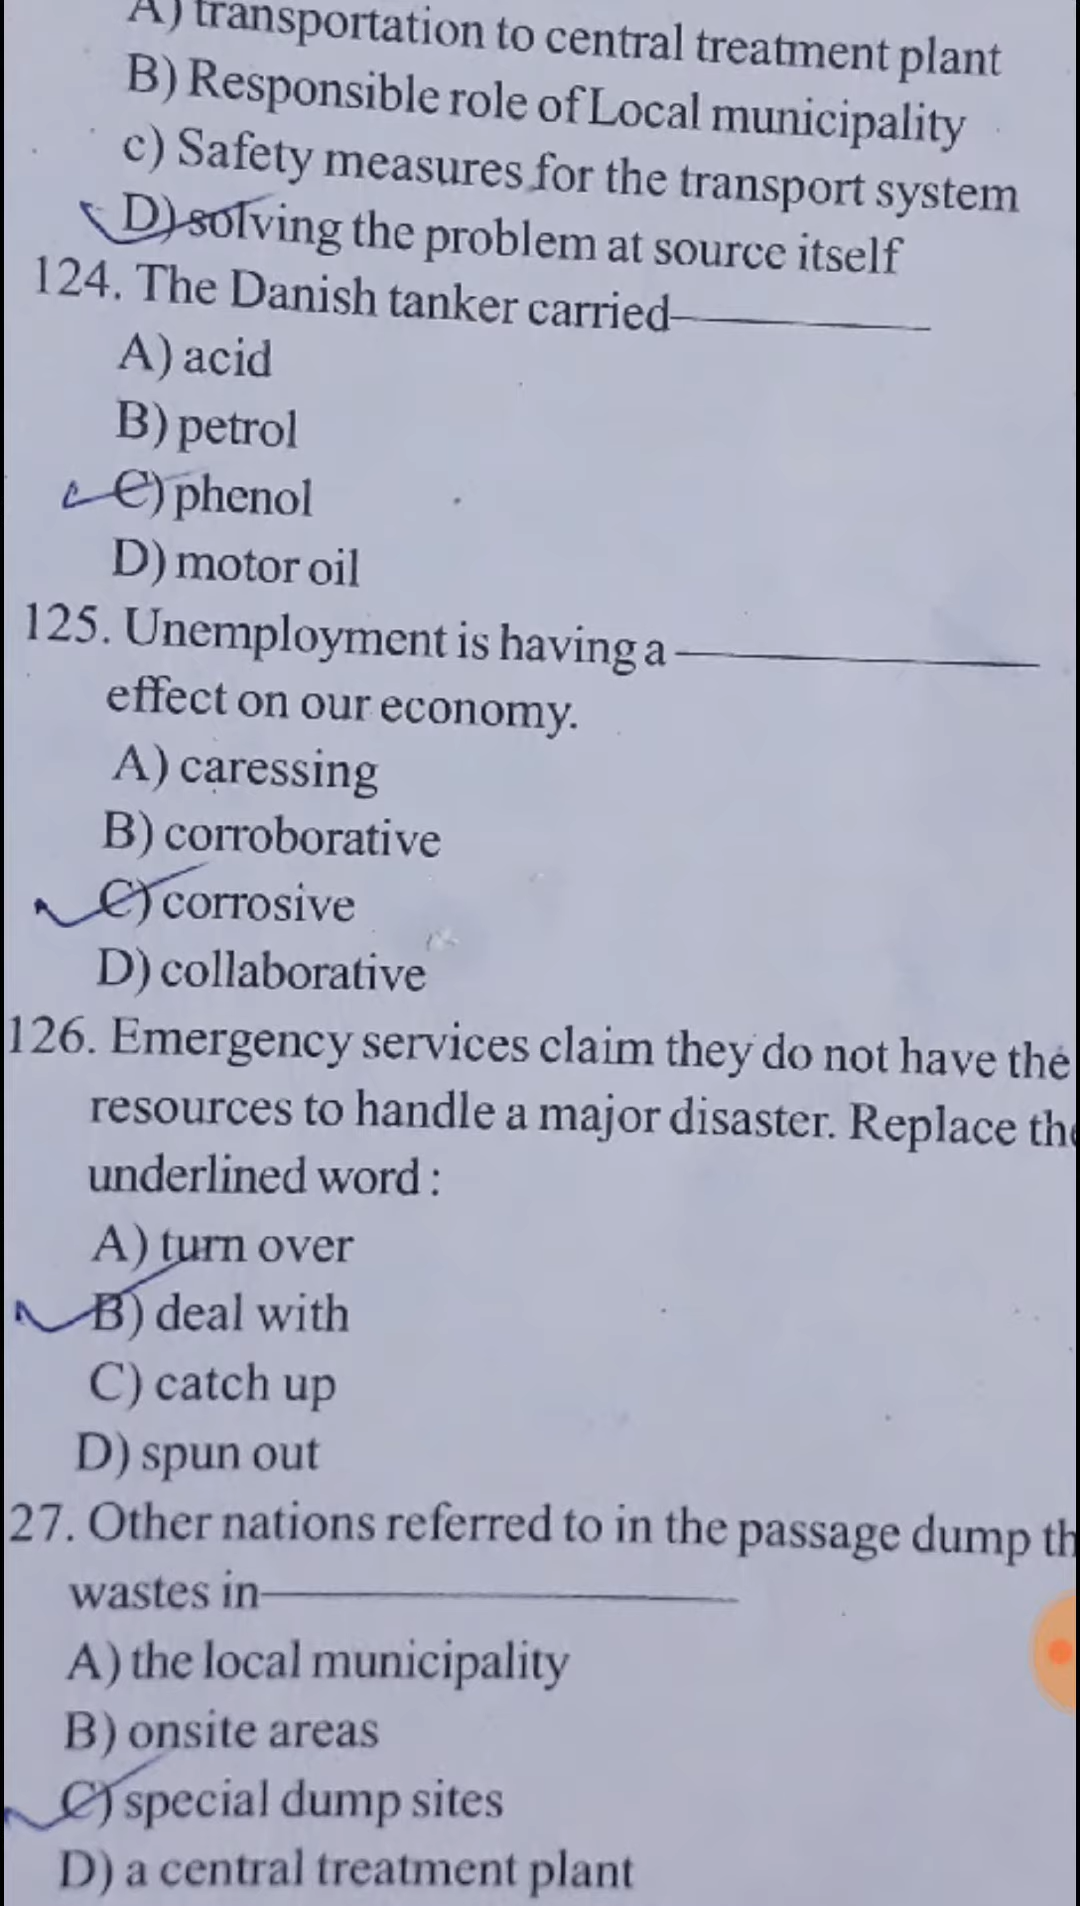 A) transportation to central treatment plant
B) Responsible role of Local municipality
c) Safety measures for the transport system
D) solving the problem at source itself
124. The Danish tanker carried
A) acid
B) petrol
C) phenol
D) motor oil
125. Unemployment is having a
effect on our economy.
A) caressing
B) corroborative
C) corrosive
D) collaborative
126. Emergency services claim they do not have the
resources to handle a major disaster. Replace the
underlined word :
A) turn over
B) deal with
C) catch up
D) spun out
27. Other nations referred to in the passage dump th
wastes in
A) the local municipality
B) onsite areas
C) special dump sites
D) a central treatment plant